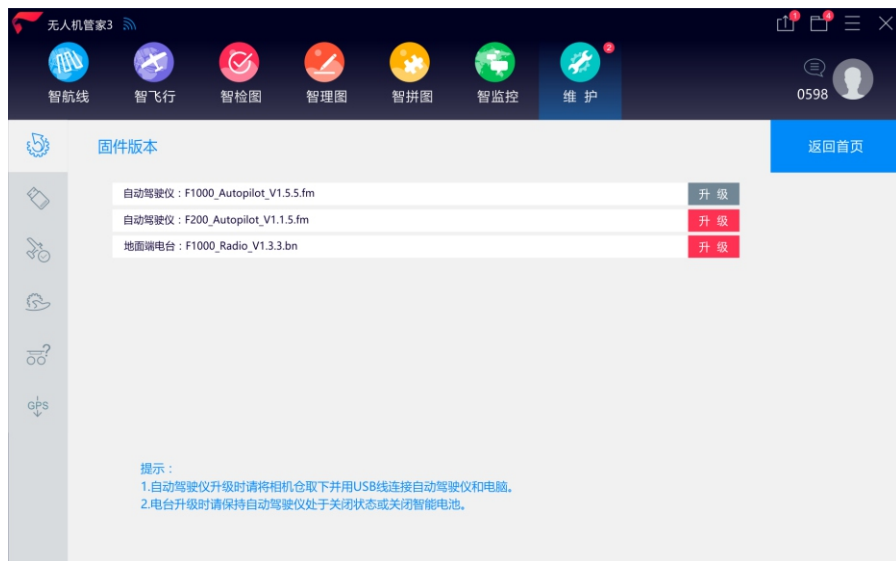 无人机管家3
1
4
智航线
智飞行
智检图
智理图
智拼图
智监控
维护
2
0598
固件版本
返回首页
自动驾驶仪：F1000_Autopilot_V1.5.5.fm
升 级
自动驾驶仪：F200_Autopilot_V1.1.5.fm
升 级
地面端电台：F1000_Radio_V1.3.3.bn
升 级
?
GPS
提示：
1.自动驾驶仪升级时请将相机仓取下并用USB线连接自动驾驶仪和电脑。
2.电台升级时请保持自动驾驶仪处于关闭状态或关闭智能电池。